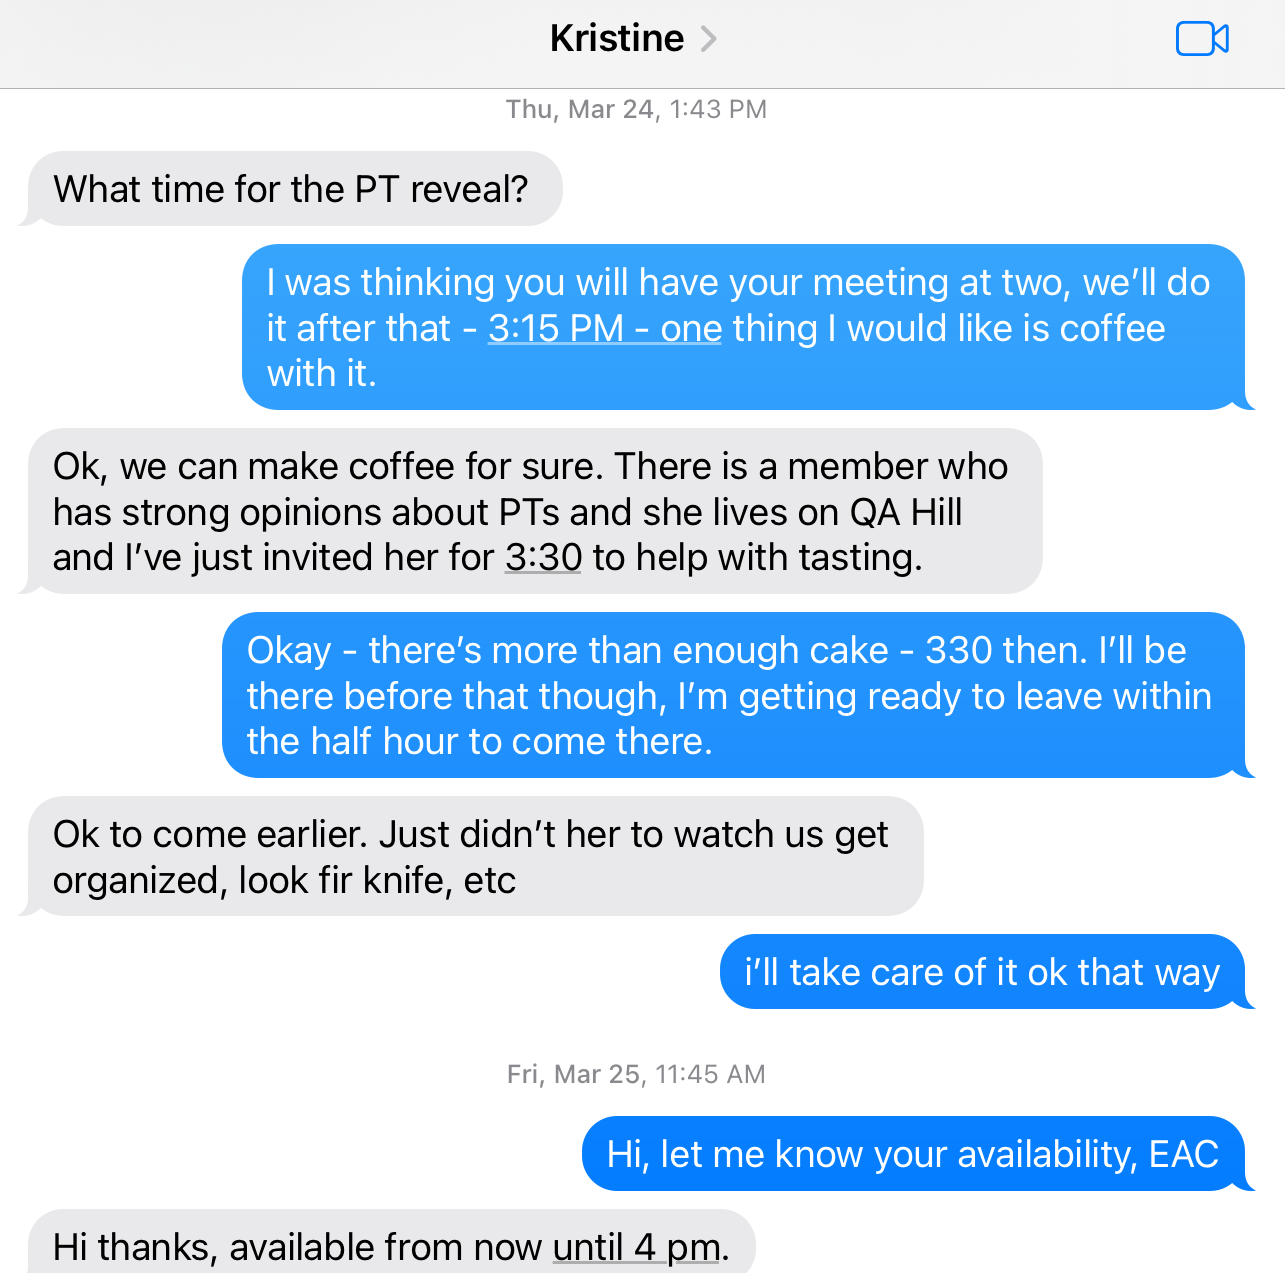 Kristine
Thu, Mar 24, 1:43 PM
What time for the PT reveal?
I was thinking you will have your meeting at two, we’ll do
it after that - 3:15 PM - one thing I would like is coffee
with it.
Ok, we can make coffee for sure. There is a member who
has strong opinions about PTs and she lives on QA Hill
and I’ve just invited her for 3:30 to help with tasting.
Okay - there’s more than enough cake - 330 then. I’ll be
there before that though, I’m getting ready to leave within
the half hour to come there.
Ok to come earlier. Just didn’t her to watch us get
organized, look fir knife, etc
i’ll take care of it ok that way
Fri, Mar 25, 11:45 AM
Hi, let me know your availability, EAC
Hi thanks, available from now until 4 pm.